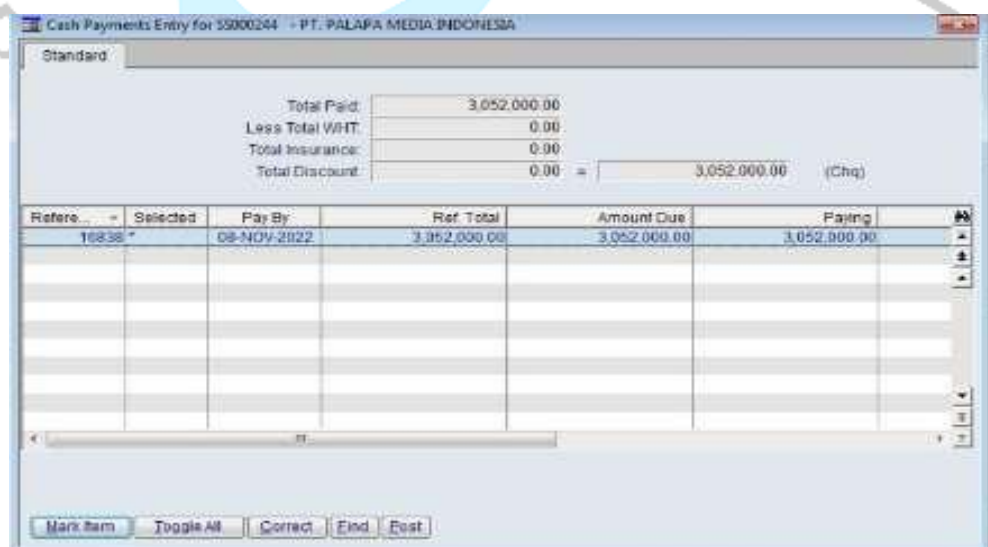 Cash Payments Entry for SS000244 - PT. PALAPA MEDIA INDONESIA
Standard
Total Paid: 3,052,000.00
Less Total WHT: 0.00
Total Insurance: 0.00
Total Discount: 0.00 = 3,052,000.00 (Chq)
Refere... Selected Pay By Ref. Total Amount Due Paying
16838 * 08-NOV-2022 3,052,000.00 3,052,000.00 3,052,000.00
Mark Item Toggle All Correct Find Post